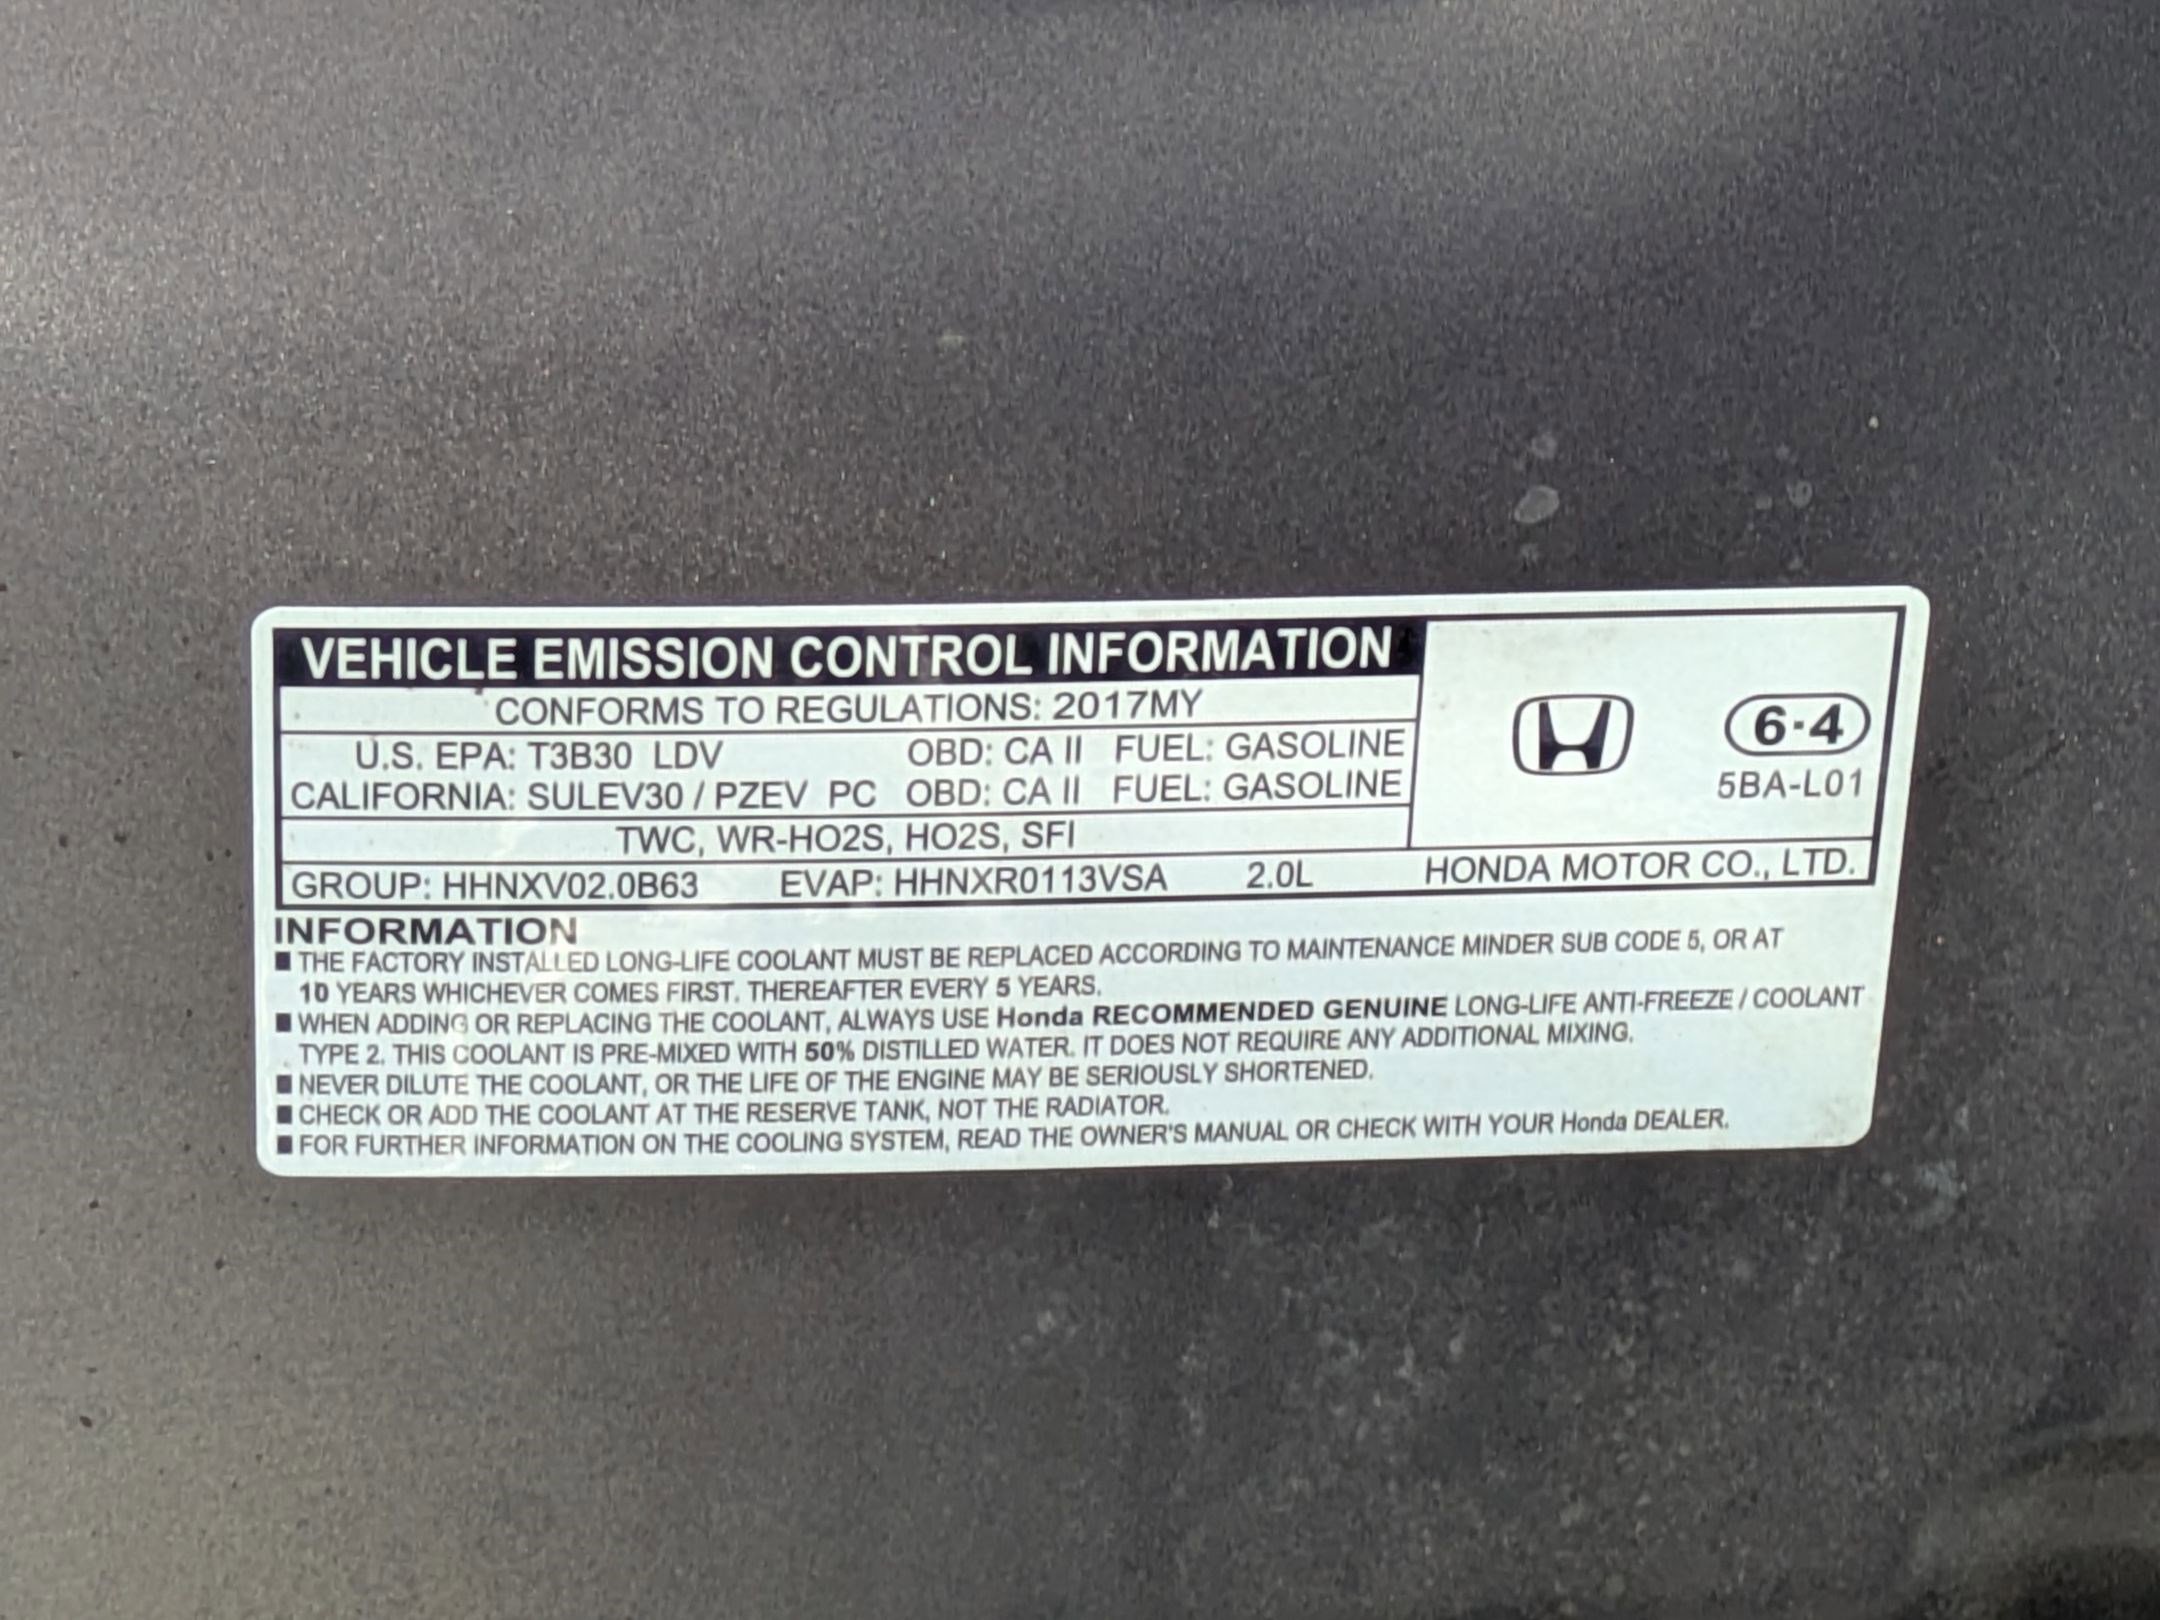 VEHICLE EMISSION CONTROL INFORMATION
CONFORMS TO REGULATIONS: 2017MY
U.S. EPA: T3B30 LDV OBD: CA II FUEL: GASOLINE
CALIFORNIA: SULEV30 / PZEV PC OBD: CA II FUEL: GASOLINE
TWC, WR-HO2S, HO2S, SFI
6·4
5BA-L01
GROUP: HHNXV02.0B63 EVAP: HHNXR0113VSA 2.0L HONDA MOTOR CO., LTD.
INFORMATION
■ THE FACTORY INSTALLED LONG-LIFE COOLANT MUST BE REPLACED ACCORDING TO MAINTENANCE MINDER SUB CODE 5, OR AT
10 YEARS WHICHEVER COMES FIRST. THEREAFTER EVERY 5 YEARS.
■ WHEN ADDING OR REPLACING THE COOLANT, ALWAYS USE Honda RECOMMENDED GENUINE LONG-LIFE ANTI-FREEZE / COOLANT
TYPE 2. THIS COOLANT IS PRE-MIXED WITH 50% DISTILLED WATER. IT DOES NOT REQUIRE ANY ADDITIONAL MIXING.
■ NEVER DILUTE THE COOLANT, OR THE LIFE OF THE ENGINE MAY BE SERIOUSLY SHORTENED.
■ CHECK OR ADD THE COOLANT AT THE RESERVE TANK, NOT THE RADIATOR.
■ FOR FURTHER INFORMATION ON THE COOLING SYSTEM, READ THE OWNER'S MANUAL OR CHECK WITH YOUR Honda DEALER.